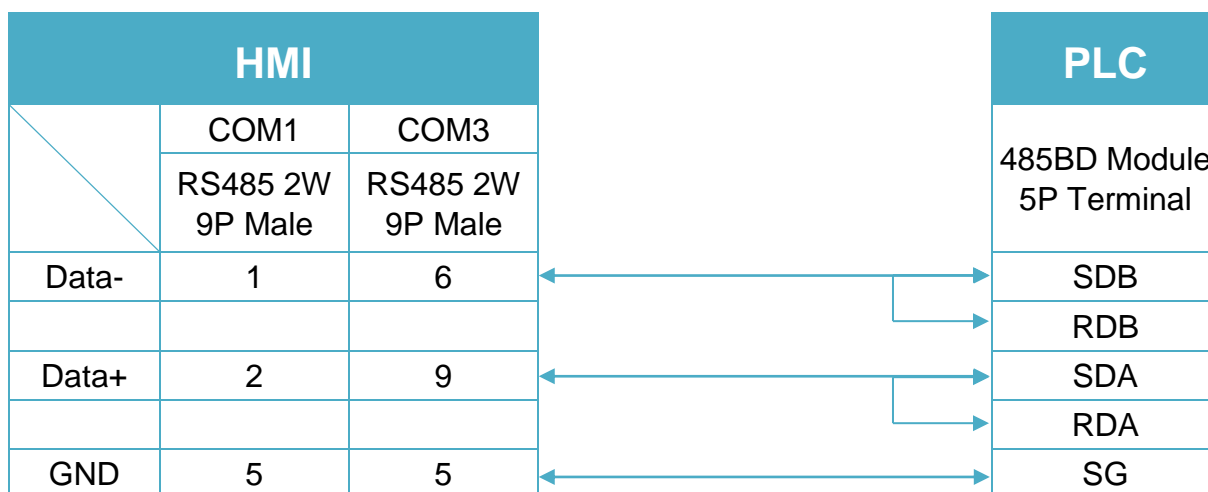 HMI PLC
COM1 COM3
RS485 2W RS485 2W
9P Male 9P Male
485BD Module
5P Terminal
Data- 1 6 SDB
RDB
Data+ 2 9 SDA
RDA
GND 5 5 SG